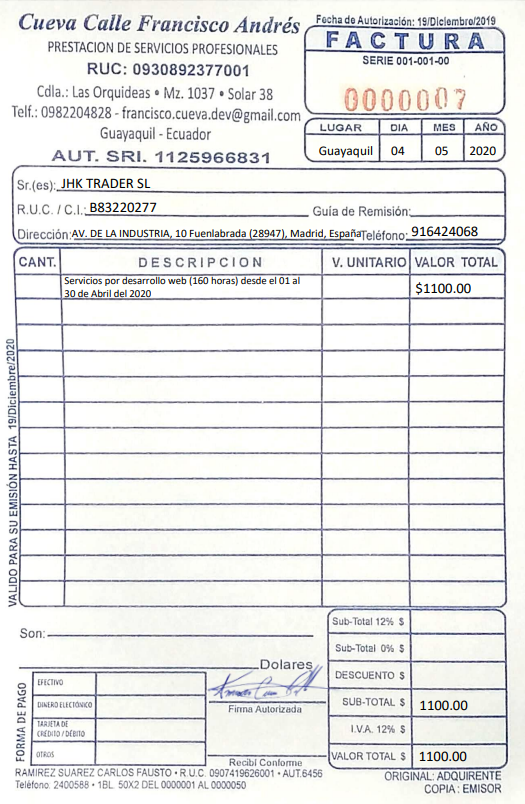 Cueva Calle Francisco Andrés
PRESTACION DE SERVICIOS PROFESIONALES
RUC: 0930892377001
Cdla.: Las Orquideas • Mz. 1037 • Solar 38
Telf.: 0982204828 - francisco.cueva.dev@gmail.com
Guayaquil - Ecuador
AUT. SRI. 1125966831
Fecha de Autorización: 19/Diciembre/2019
FACTURA
SERIE 001-001-00
0000007
LUGAR DIA MES AÑO
Guayaquil 04 05 2020
Sr.(es): JHK TRADER SL
R.U.C. / C.I.: B83220277 Guía de Remisión:
Dirección: AV. DE LA INDUSTRIA, 10 Fuenlabrada (28947), Madrid, España Teléfono: 916424068
CANT. DESCRIPCION V. UNITARIO VALOR TOTAL
Servicios por desarrollo web (160 horas) desde el 01 al
30 de Abril del 2020
$1100.00
VALIDO PARA SU EMISIÓN HASTA 19/Diciembre/2020
Son:
Dolares
Sub-Total 12% $
Sub-Total 0% $
DESCUENTO $
SUB-TOTAL $ 1100.00
I.V.A. 12% $
VALOR TOTAL $ 1100.00
FORMA DE PAGO
EFECTIVO
DINERO ELECTRÓNICO
TARJETA DE
CRÉDITO / DÉBITO
OTROS
Firma Autorizada
Recibí Conforme
RAMIREZ SUAREZ CARLOS FAUSTO • R.U.C. 0907419626001 • AUT.6456
Teléfono: 2400588 • 1BL 50X2 DEL 0000001 AL 0000050
ORIGINAL: ADQUIRENTE
COPIA: EMISOR